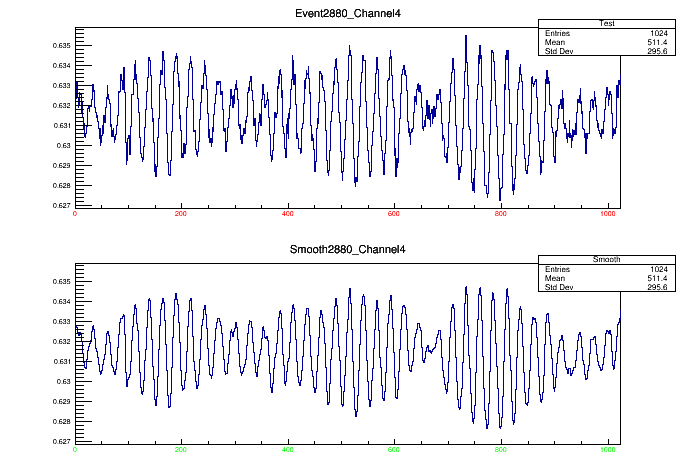 Event2880_Channel4
Test
Entries 1024
Mean 511.4
Std Dev 295.6
0.635
0.634
0.633
0.632
0.631
0.63
0.629
0.628
0.627
0 200 400 600 800 1000
Smooth2880_Channel4
Smooth
Entries 1024
Mean 511.4
Std Dev 295.6
0.635
0.634
0.633
0.632
0.631
0.63
0.629
0.628
0.627
0 200 400 600 800 1000